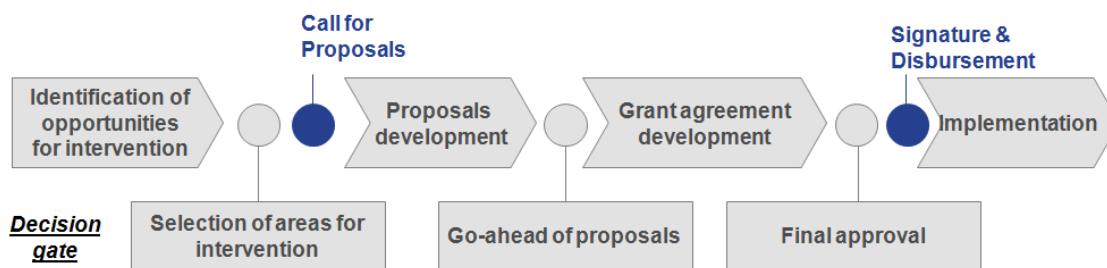 Call for
Proposals
Signature &
Disbursement
Identification of
opportunities
for intervention
Proposals
development
Grant agreement
development
Implementation
Decision
gate
Selection of areas for
intervention
Go-ahead of proposals
Final approval